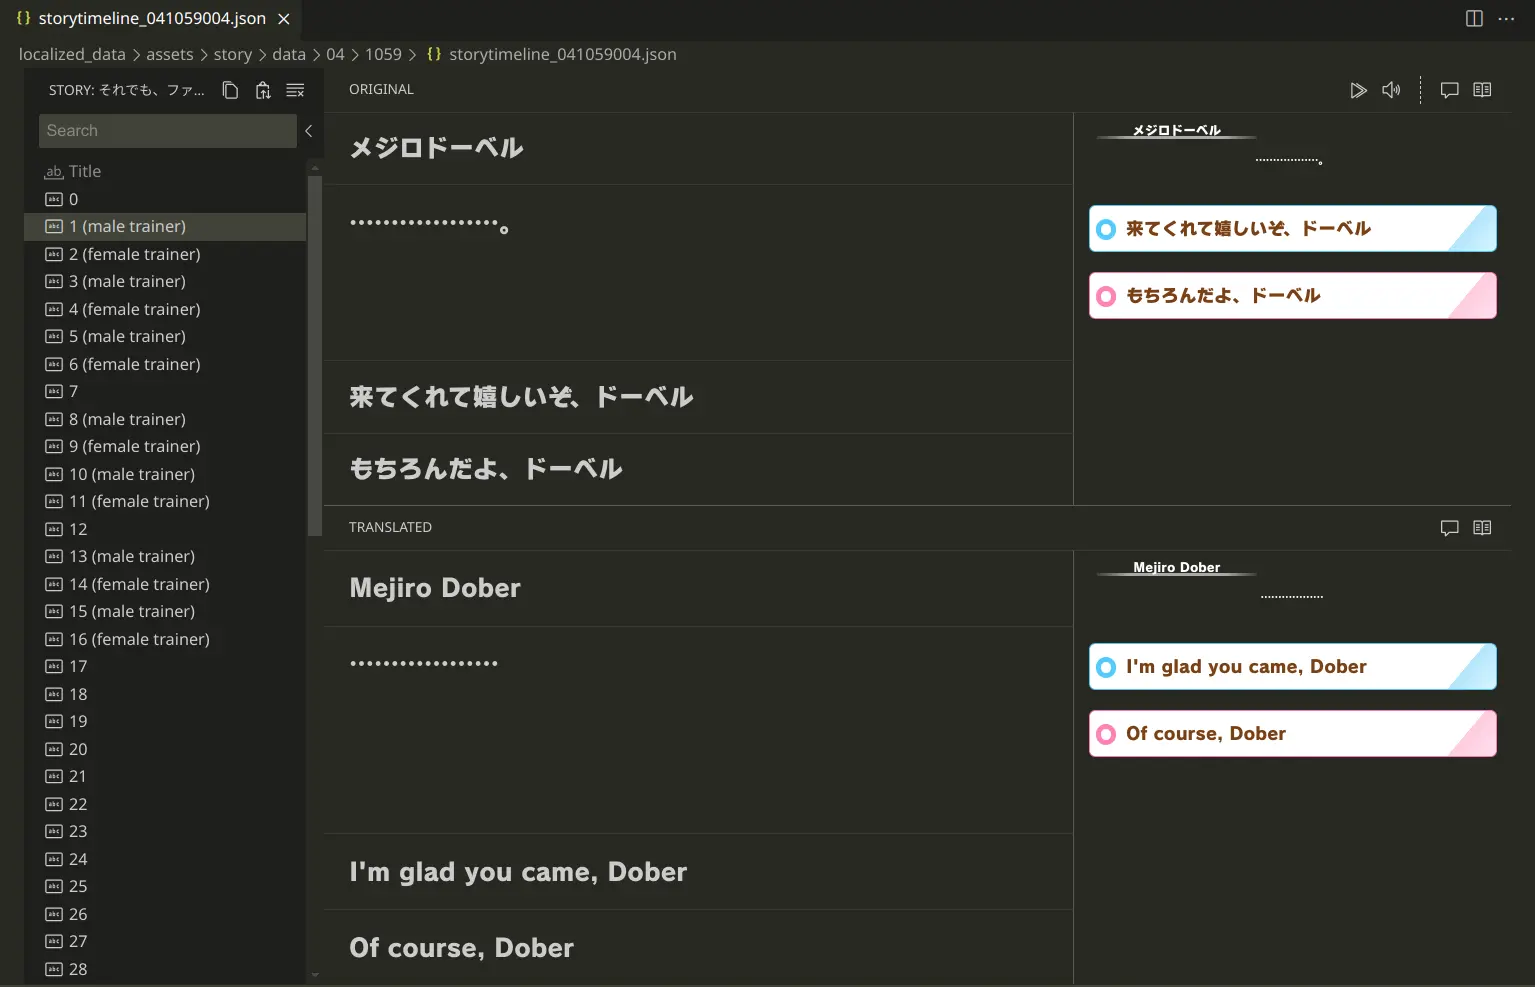 {} storytimeline_041059004.json ×
localized_data > assets > story > data > 04 > 1059 > {} storytimeline_041059004.json
STORY: それでも、ファ...
Search
ab Title
0
1 (male trainer)
2 (female trainer)
3 (male trainer)
4 (female trainer)
5 (male trainer)
6 (female trainer)
7
8 (male trainer)
9 (female trainer)
10 (male trainer)
11 (female trainer)
12
13 (male trainer)
14 (female trainer)
15 (male trainer)
16 (female trainer)
17
18
19
20
21
22
23
24
25
26
27
28
ORIGINAL
メジロドーベル
………………。
来てくれて嬉しいぞ、ドーベル
もちろんだよ、ドーベル
メジロドーベル
………………。
来てくれて嬉しいぞ、ドーベル
もちろんだよ、ドーベル
TRANSLATED
Mejiro Dober
………………
I'm glad you came, Dober
Of course, Dober
Mejiro Dober
………………
I'm glad you came, Dober
Of course, Dober